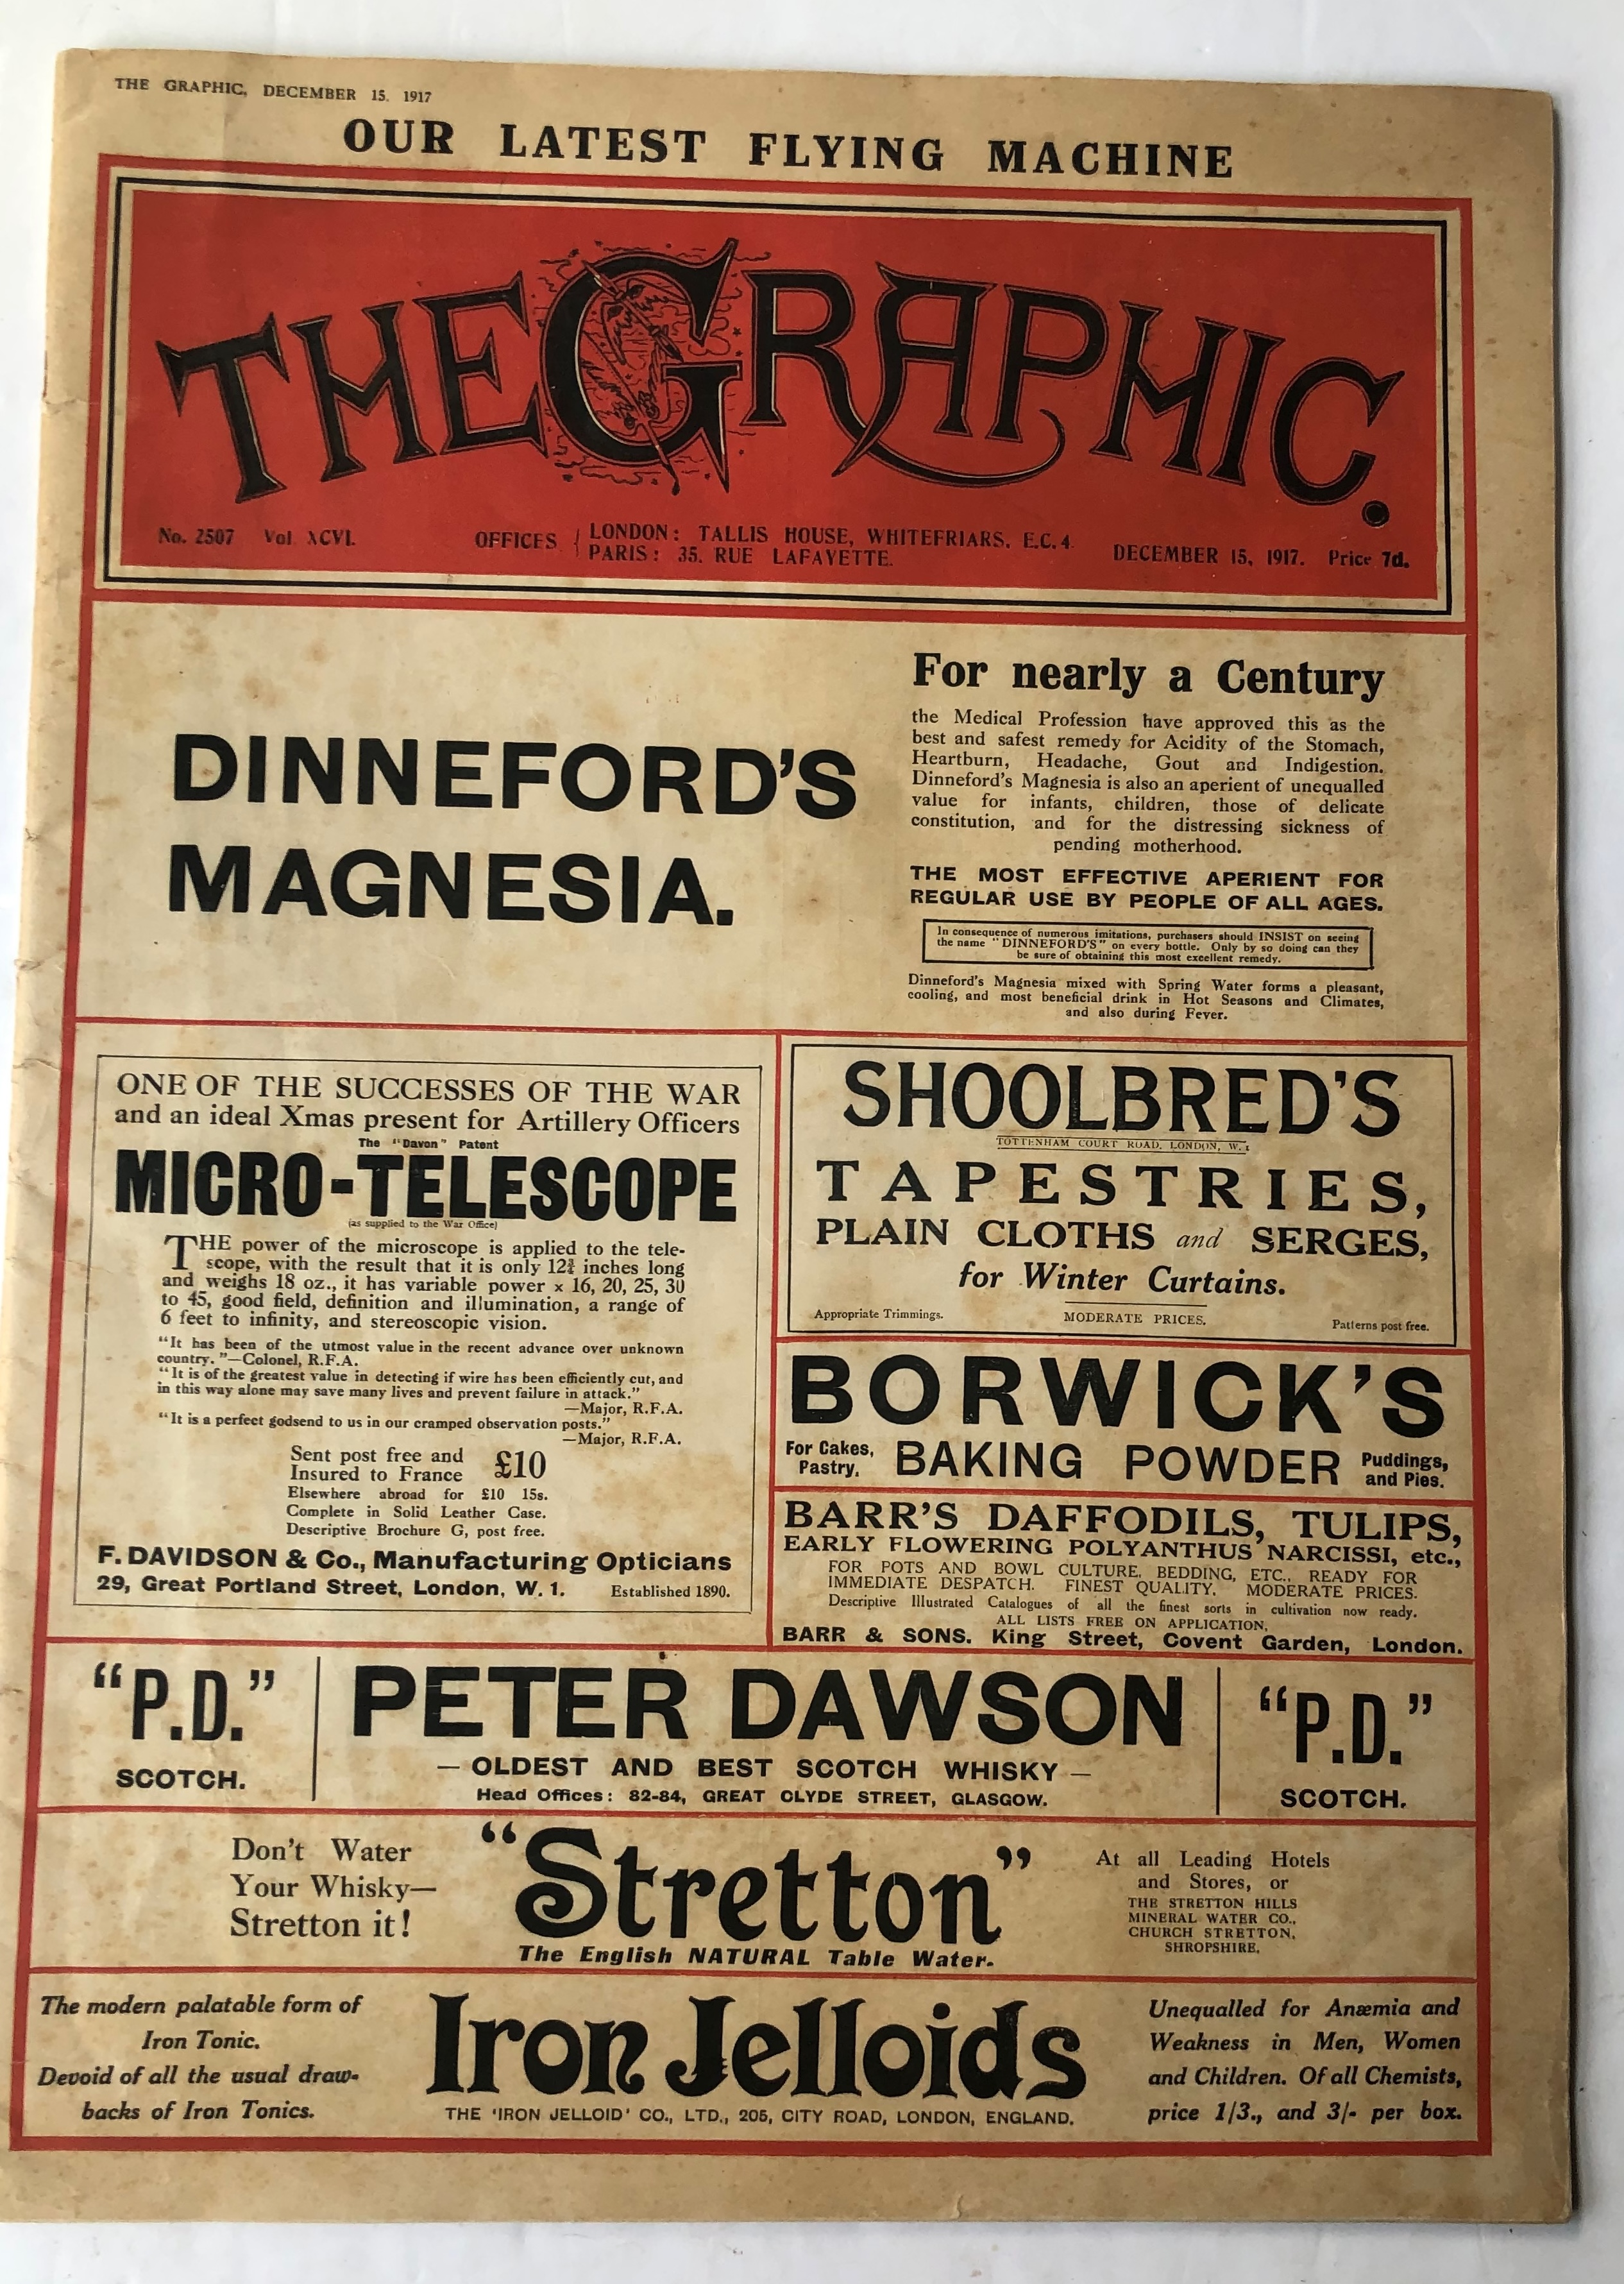 THE GRAPHIC, DECEMBER 15, 1917
OUR LATEST FLYING MACHINE
THE GRAPHIC.
No. 2507 Vol XCVI.
OFFICES { LONDON: TALLIS HOUSE, WHITEFRIARS. E.C.4.
PARIS: 35. RUE LAFAYETTE.
DECEMBER 15, 1917. Price 7d.
DINNEFORD'S
MAGNESIA.
For nearly a Century
the Medical Profession have approved this as the
best and safest remedy for Acidity of the Stomach,
Heartburn, Headache, Gout and Indigestion.
Dinneford's Magnesia is also an aperient of unequalled
value for infants, children, those of delicate
constitution, and for the distressing sickness of
pending motherhood.
THE MOST EFFECTIVE APERIENT FOR
REGULAR USE BY PEOPLE OF ALL AGES.
In consequence of numerous imitations, purchasers should INSIST on seeing
the name "DINNEFORD'S" on every bottle. Only by so doing can they
be sure of obtaining this most excellent remedy.
Dinneford's Magnesia mixed with Spring Water forms a pleasant,
cooling, and most beneficial drink in Hot Seasons and Climates,
and also during Fever.
ONE OF THE SUCCESSES OF THE WAR
and an ideal Xmas present for Artillery Officers
The "Davon" Patent
MICRO-TELESCOPE
(as supplied to the War Office)
THE power of the microscope is applied to the tele-
scope, with the result that it is only 12¾ inches long
and weighs 18 oz., it has variable power × 16, 20, 25, 30
to 45, good field, definition and illumination, a range of
6 feet to infinity, and stereoscopic vision.
"It has been of the utmost value in the recent advance over unknown
country."—Colonel, R.F.A.
"It is of the greatest value in detecting if wire has been efficiently cut, and
in this way alone may save many lives and prevent failure in attack."
—Major, R.F.A.
"It is a perfect godsend to us in our cramped observation posts."
—Major, R.F.A.
Sent post free and
Insured to France £10
Elsewhere abroad for £10 15s.
Complete in Solid Leather Case.
Descriptive Brochure G, post free.
F. DAVIDSON & Co., Manufacturing Opticians
29, Great Portland Street, London, W. 1. Established 1890.
SHOOLBRED'S
TOTTENHAM COURT ROAD, LONDON, W. 1
TAPESTRIES,
PLAIN CLOTHS and SERGES,
for Winter Curtains.
Appropriate Trimmings. MODERATE PRICES. Patterns post free.
BORWICK'S
For Cakes, Pastry, BAKING POWDER Puddings, and Pies.
BARR'S DAFFODILS, TULIPS,
EARLY FLOWERING POLYANTHUS NARCISSI, etc.,
FOR POTS AND BOWL CULTURE, BEDDING, ETC., READY FOR
IMMEDIATE DESPATCH. FINEST QUALITY. MODERATE PRICES.
Descriptive Illustrated Catalogues of all the finest sorts in cultivation now ready.
ALL LISTS FREE ON APPLICATION.
BARR & SONS. King Street, Covent Garden, London.
"P.D."
SCOTCH.
PETER DAWSON
— OLDEST AND BEST SCOTCH WHISKY —
Head Offices: 82-84, GREAT CLYDE STREET, GLASGOW.
"P.D."
SCOTCH.
Don't Water
Your Whisky—
Stretton it!
"Stretton"
The English NATURAL Table Water.
At all Leading Hotels
and Stores, or
THE STRETTON HILLS
MINERAL WATER CO.,
CHURCH STRETTON,
SHROPSHIRE.
The modern palatable form of
Iron Tonic.
Devoid of all the usual draw-
backs of Iron Tonics.
Iron Jelloids
THE 'IRON JELLOID' CO., LTD., 205, CITY ROAD, LONDON, ENGLAND.
Unequalled for Anæmia and
Weakness in Men, Women
and Children. Of all Chemists,
price 1/3., and 3/- per box.